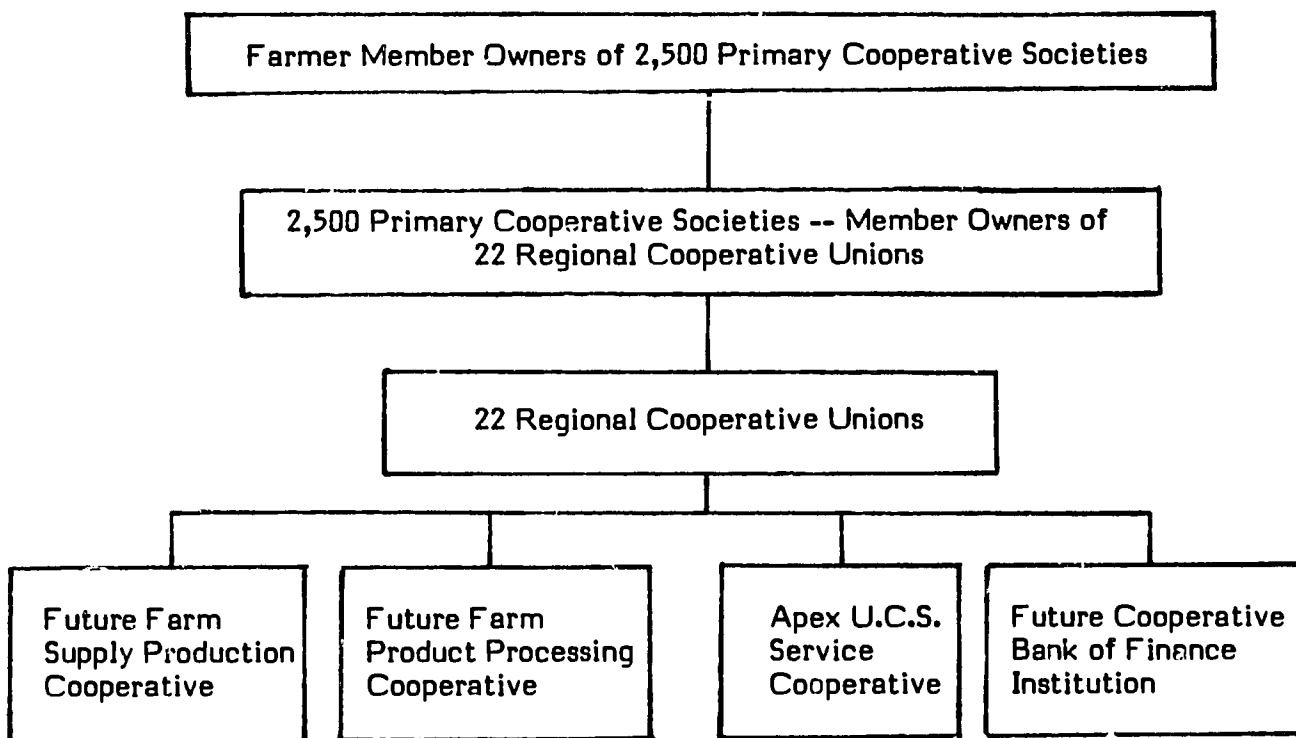 Farmer Member Owners of 2,500 Primary Cooperative Societies
2,500 Primary Cooperative Societies -- Member Owners of
22 Regional Cooperative Unions
22 Regional Cooperative Unions
Future Farm
Supply Production
Cooperative
Future Farm
Product Processing
Cooperative
Apex U.C.S.
Service
Cooperative
Future Cooperative
Bank of Finance
Institution